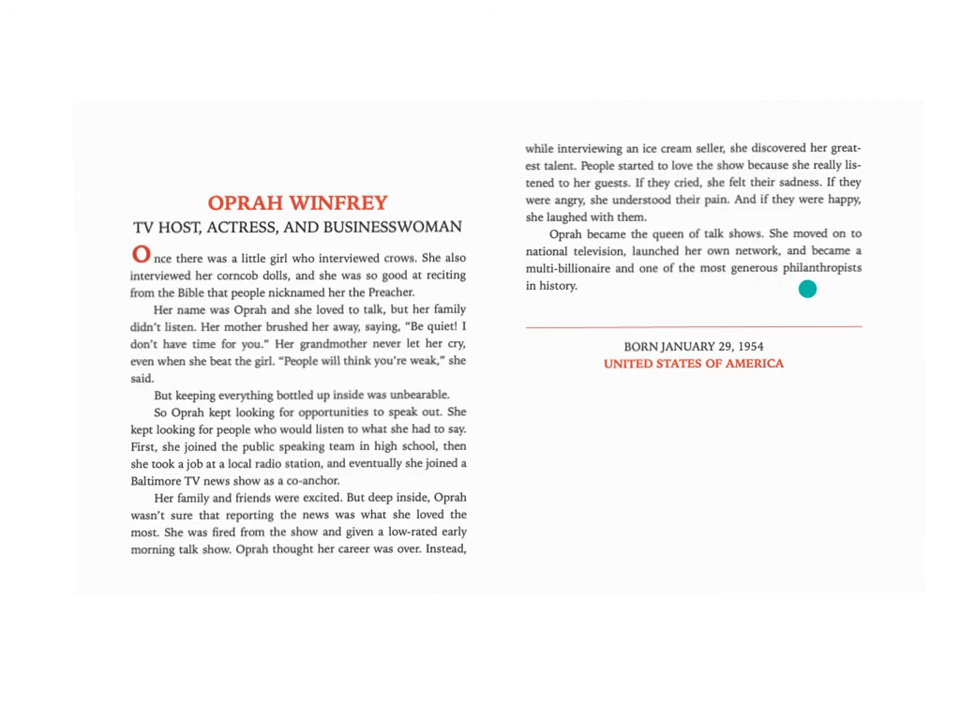 OPRAH WINFREY
TV HOST, ACTRESS, AND BUSINESSWOMAN
Once there was a little girl who interviewed crows. She also
interviewed her corncob dolls, and she was so good at reciting
from the Bible that people nicknamed her the Preacher.
Her name was Oprah and she loved to talk, but her family
didn't listen. Her mother brushed her away, saying, "Be quiet! I
don't have time for you." Her grandmother never let her cry,
even when she beat the girl. "People will think you're weak," she
said.
But keeping everything bottled up inside was unbearable.
So Oprah kept looking for opportunities to speak out. She
kept looking for people who would listen to what she had to say.
First, she joined the public speaking team in high school, then
she took a job at a local radio station, and eventually she joined a
Baltimore TV news show as a co-anchor.
Her family and friends were excited. But deep inside, Oprah
wasn't sure that reporting the news was what she loved the
most. She was fired from the show and given a low-rated early
morning talk show. Oprah thought her career was over. Instead,
while interviewing an ice cream seller, she discovered her great-
est talent. People started to love the show because she really lis-
tened to her guests. If they cried, she felt their sadness. If they
were angry, she understood their pain. And if they were happy,
she laughed with them.
Oprah became the queen of talk shows. She moved on to
national television, launched her own network, and became a
multi-billionaire and one of the most generous philanthropists
in history.
BORN JANUARY 29, 1954
UNITED STATES OF AMERICA